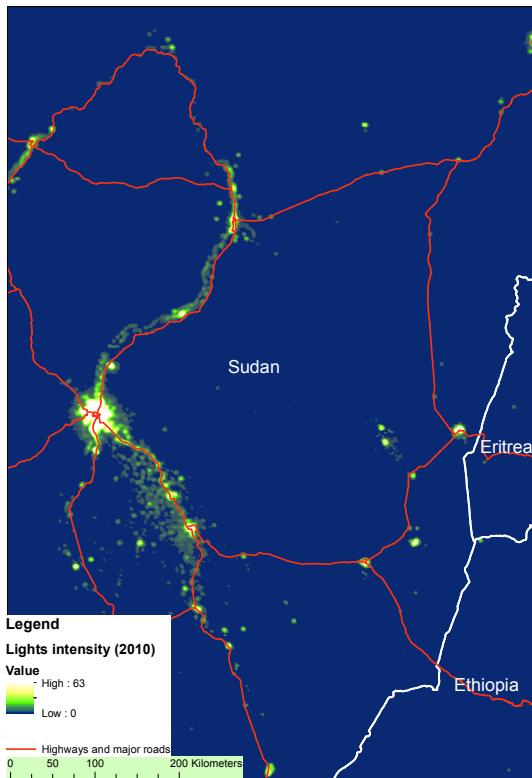 Sudan
Eritrea
Ethiopia
Legend
Lights intensity (2010)
Value
High : 63
Low : 0
Highways and major roads
0 50 100 200 Kilometers